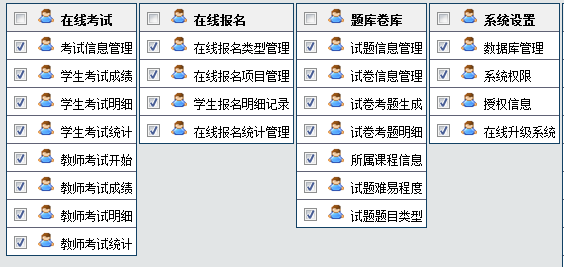 在线考试
考试信息管理
学生考试成绩
学生考试明细
学生考试统计
教师考试开始
教师考试成绩
教师考试明细
教师考试统计
在线报名
在线报名类型管理
在线报名项目管理
学生报名明细记录
在线报名统计管理
题库卷库
试题信息管理
试卷信息管理
试卷考题生成
试卷考题明细
所属课程信息
试题难易程度
试题题目类型
系统设置
数据库管理
系统权限
授权信息
在线升级系统